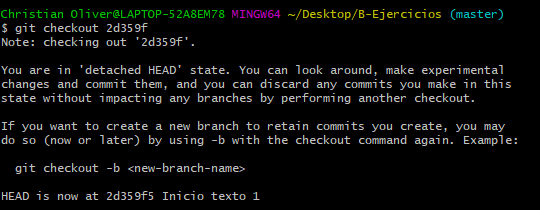 Christian Oliver@LAPTOP-52A8EM78 MINGW64 ~/Desktop/B-Ejercicios (master)
$ git checkout 2d359f
Note: checking out '2d359f'.

You are in 'detached HEAD' state. You can look around, make experimental
changes and commit them, and you can discard any commits you make in this
state without impacting any branches by performing another checkout.

If you want to create a new branch to retain commits you create, you may
do so (now or later) by using -b with the checkout command again. Example:

  git checkout -b <new-branch-name>

HEAD is now at 2d359f5 Inicio texto 1